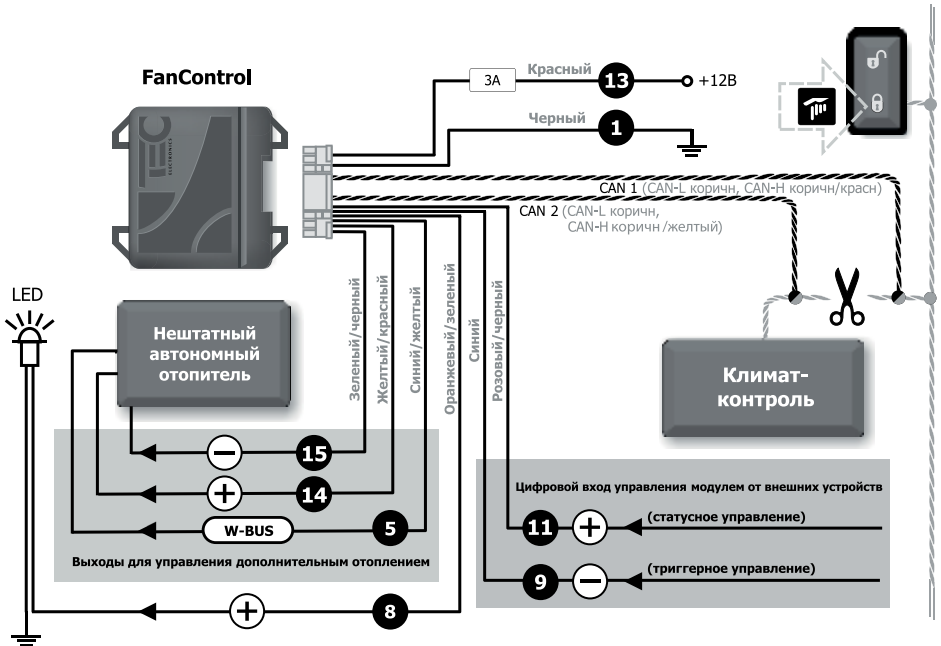 FanControl
TEC
ELECTRONICS
3А
Красный
13
+12В
Черный
1
CAN 1 (CAN-L коричн, CAN-H коричн/красн)
CAN 2 (CAN-L коричн,
CAN-H коричн/желтый)
LED
Нештатный
автономный
отопитель
Зеленый/черный
Желтый/красный
Синий/желтый
Оранжевый/зеленый
Синий
Розовый/черный
Климат-
контроль
15
14
W-BUS
5
Выходы для управления дополнительным отоплением
8
Цифровой вход управления модулем от внешних устройств
11
(статусное управление)
9
(триггерное управление)